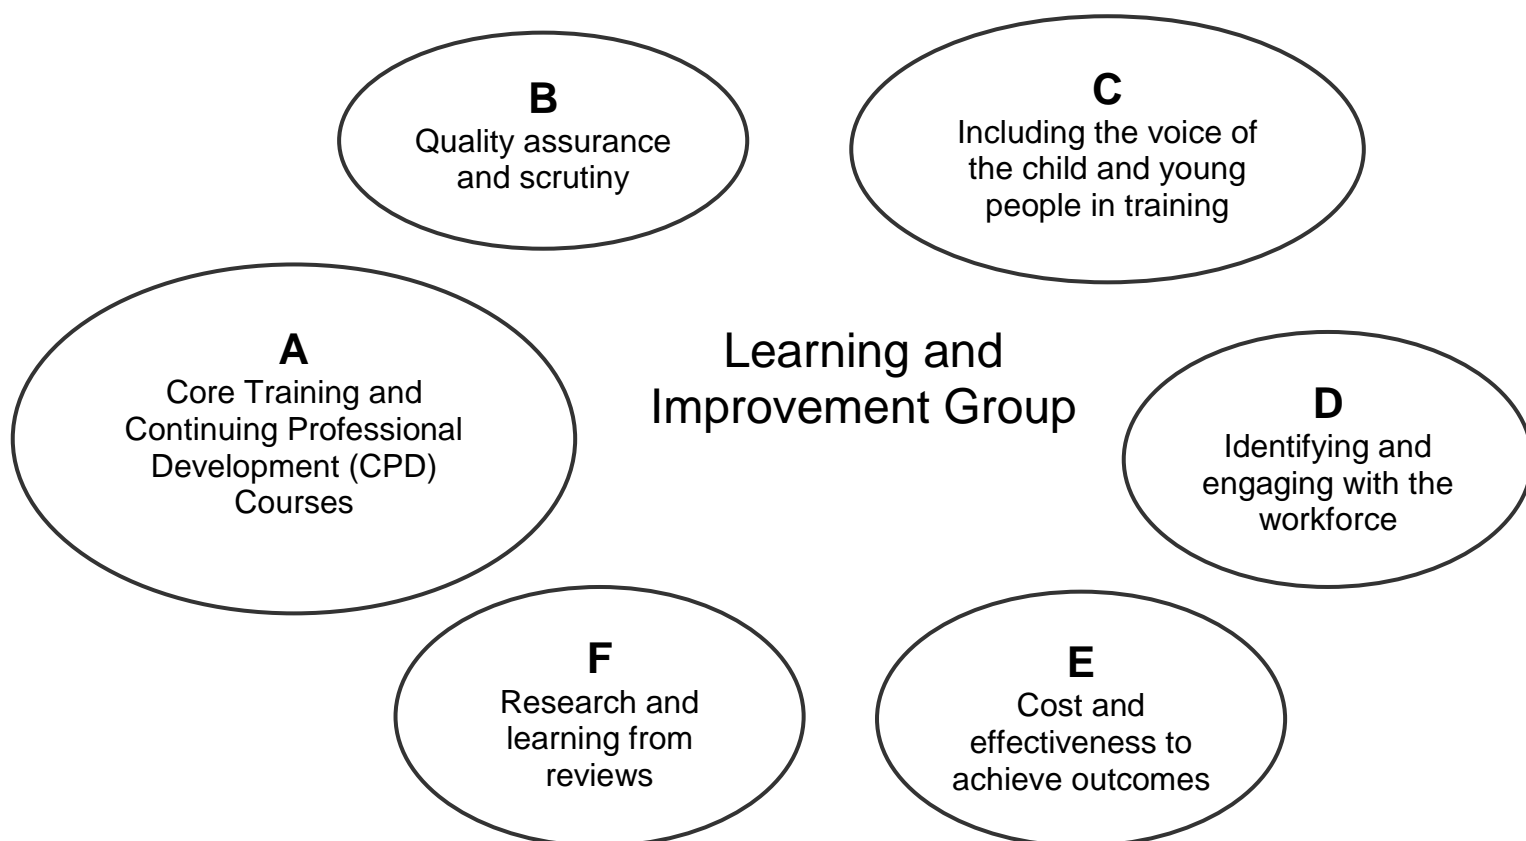 B
Quality assurance
and scrutiny
C
Including the voice of
the child and young
people in training
A
Core Training and
Continuing Professional
Development (CPD)
Courses
Learning and
Improvement Group
D
Identifying and
engaging with the
workforce
F
Research and
learning from
reviews
E
Cost and
effectiveness to
achieve outcomes